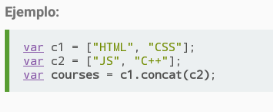 Ejemplo:
var c1 = ["HTML", "CSS"];
var c2 = ["JS", "C++"];
var courses = c1.concat(c2);